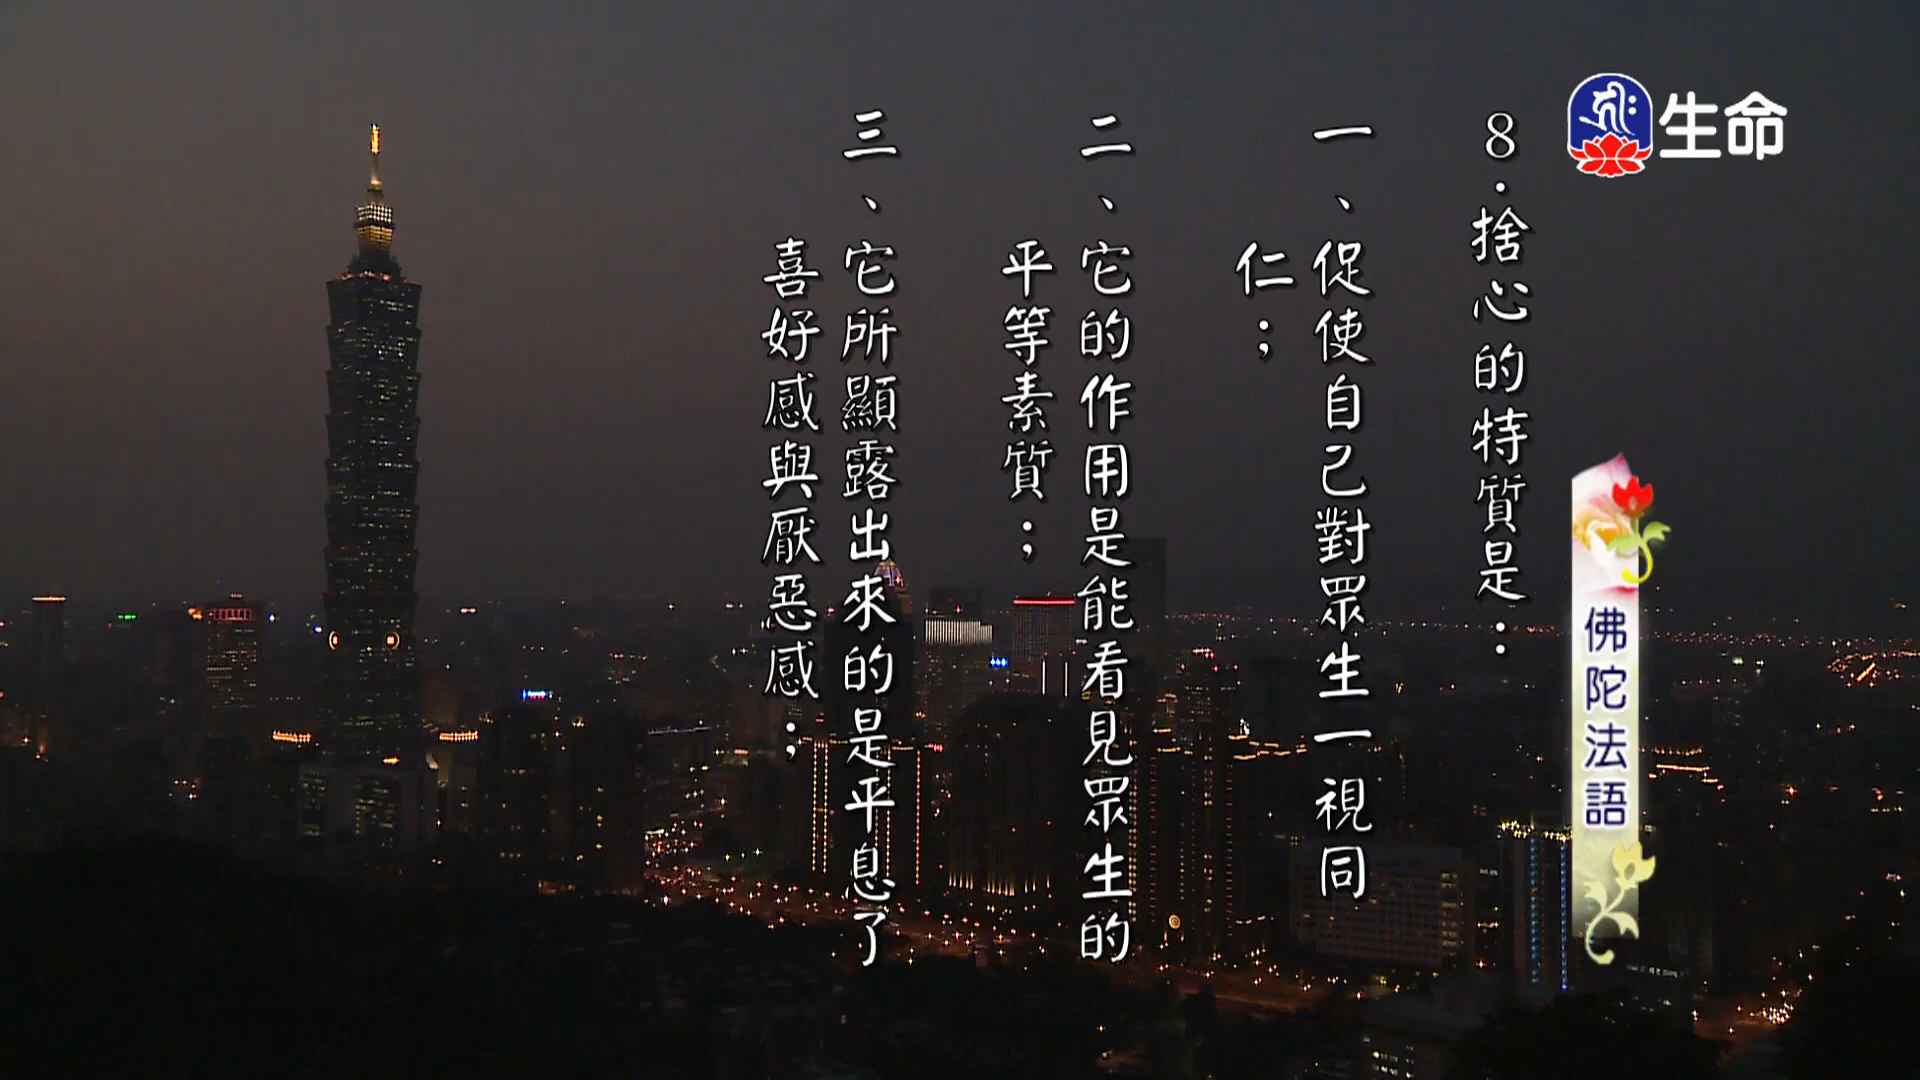 生命
8.捨心的特質是：
一、促使自己對眾生一視同
仁；
二、它的作用是能看見眾生的
平等素質；
三、它所顯露出來的是平息了
喜好感與厭惡感；
佛陀法語